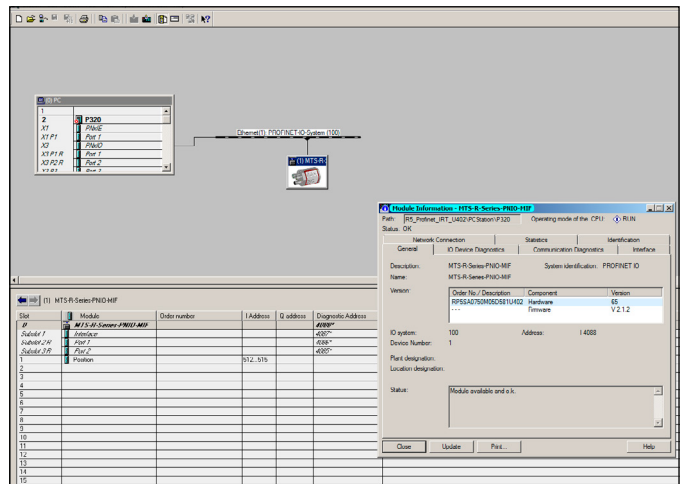 (0) PC
1
2 P320
X1 PNxIE
X1 P1 Port 1
X3 PNxIO
X3 P1 R Port 1
X3 P2 R Port 2
Ethernet(1): PROFINET-IO-System (100)
(1) MTS-R-
(1) MTS-R-Series-PNIO-MIF
Slot Module Order number I Address Q address Diagnostic Address
0 MTS-R-Series-PNIO-MIF 4088*
Subslot 1 Interface 4087*
Subslot 2 R Port 1 4086*
Subslot 3 R Port 2 4085*
1 Position 512...515
2
3
4
5
6
7
8
9
10
11
12
13
14
15
Module Information - MTS-R-Series-PNIO-MIF
Path: R5_Profinet_IRT_U402\PCStation\P320 Operating mode of the CPU: RUN
Status: OK
Network Connection Statistics Identification
General IO Device Diagnostics Communication Diagnostics Interface
Description: MTS-R-Series-PNIO-MIF System identification: PROFINET IO
Name: MTS-R-Series-PNIO-MIF
Version: Order No./ Description Component Version
RP5SA0750M05D581U402 Hardware 65
- - - Firmware V 2.1.2
IO system: 100 Address: I 4088
Device Number: 1
Plant designation:
Location designation:
Status: Module available and o.k.
Close Update Print... Help